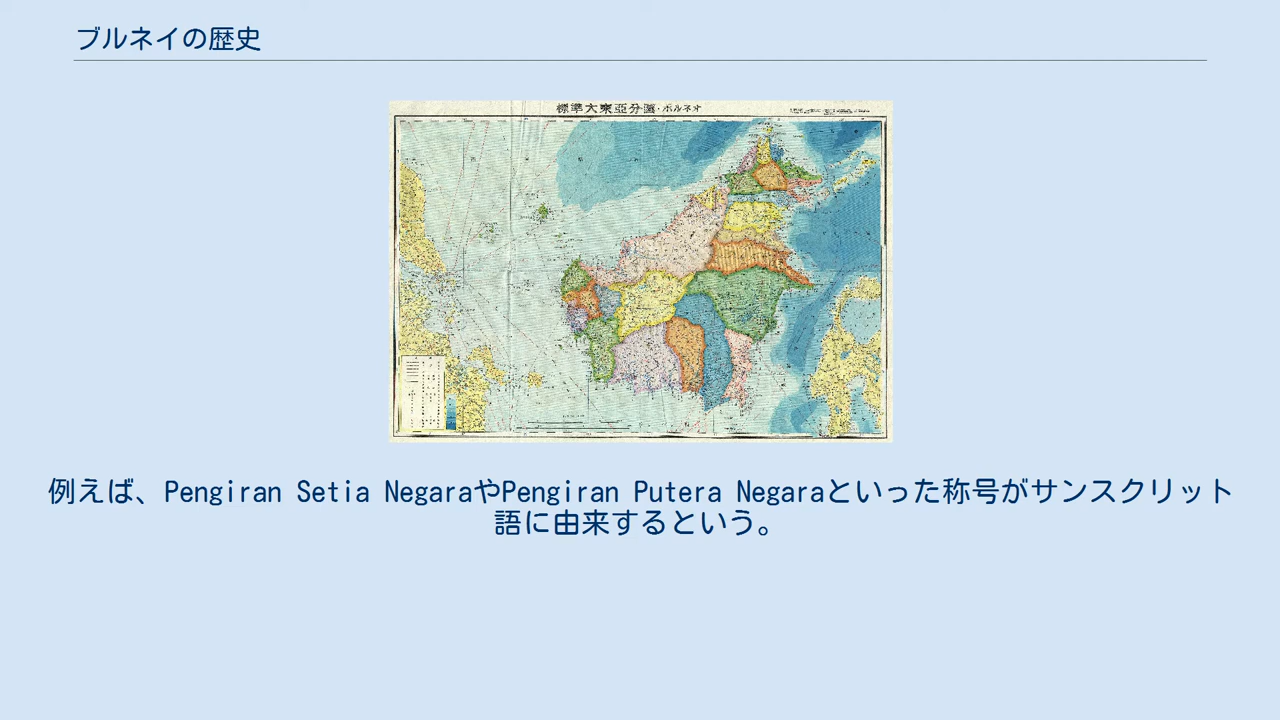 ブルネイの歴史
標準大東亜分図・ボルネオ
例えば、Pengiran Setia NegaraやPengiran Putera Negaraといった称号がサンスクリット
語に由来するという。